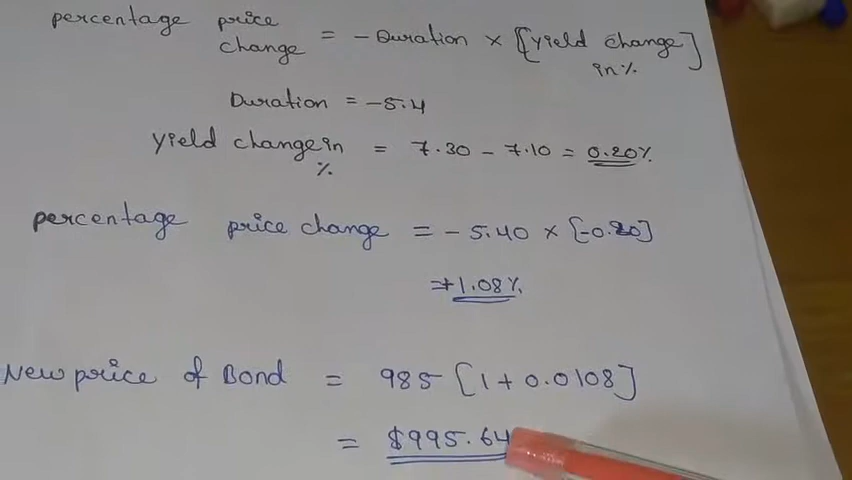 percentage price change = - Duration × [yield change in %]
Duration = -5.4
yield change in % = 7.30 - 7.10 = 0.20%
percentage price change = - 5.40 × [-0.20]
⇒ +1.08%
New price of Bond = 985 [1 + 0.0108]
= $995.64